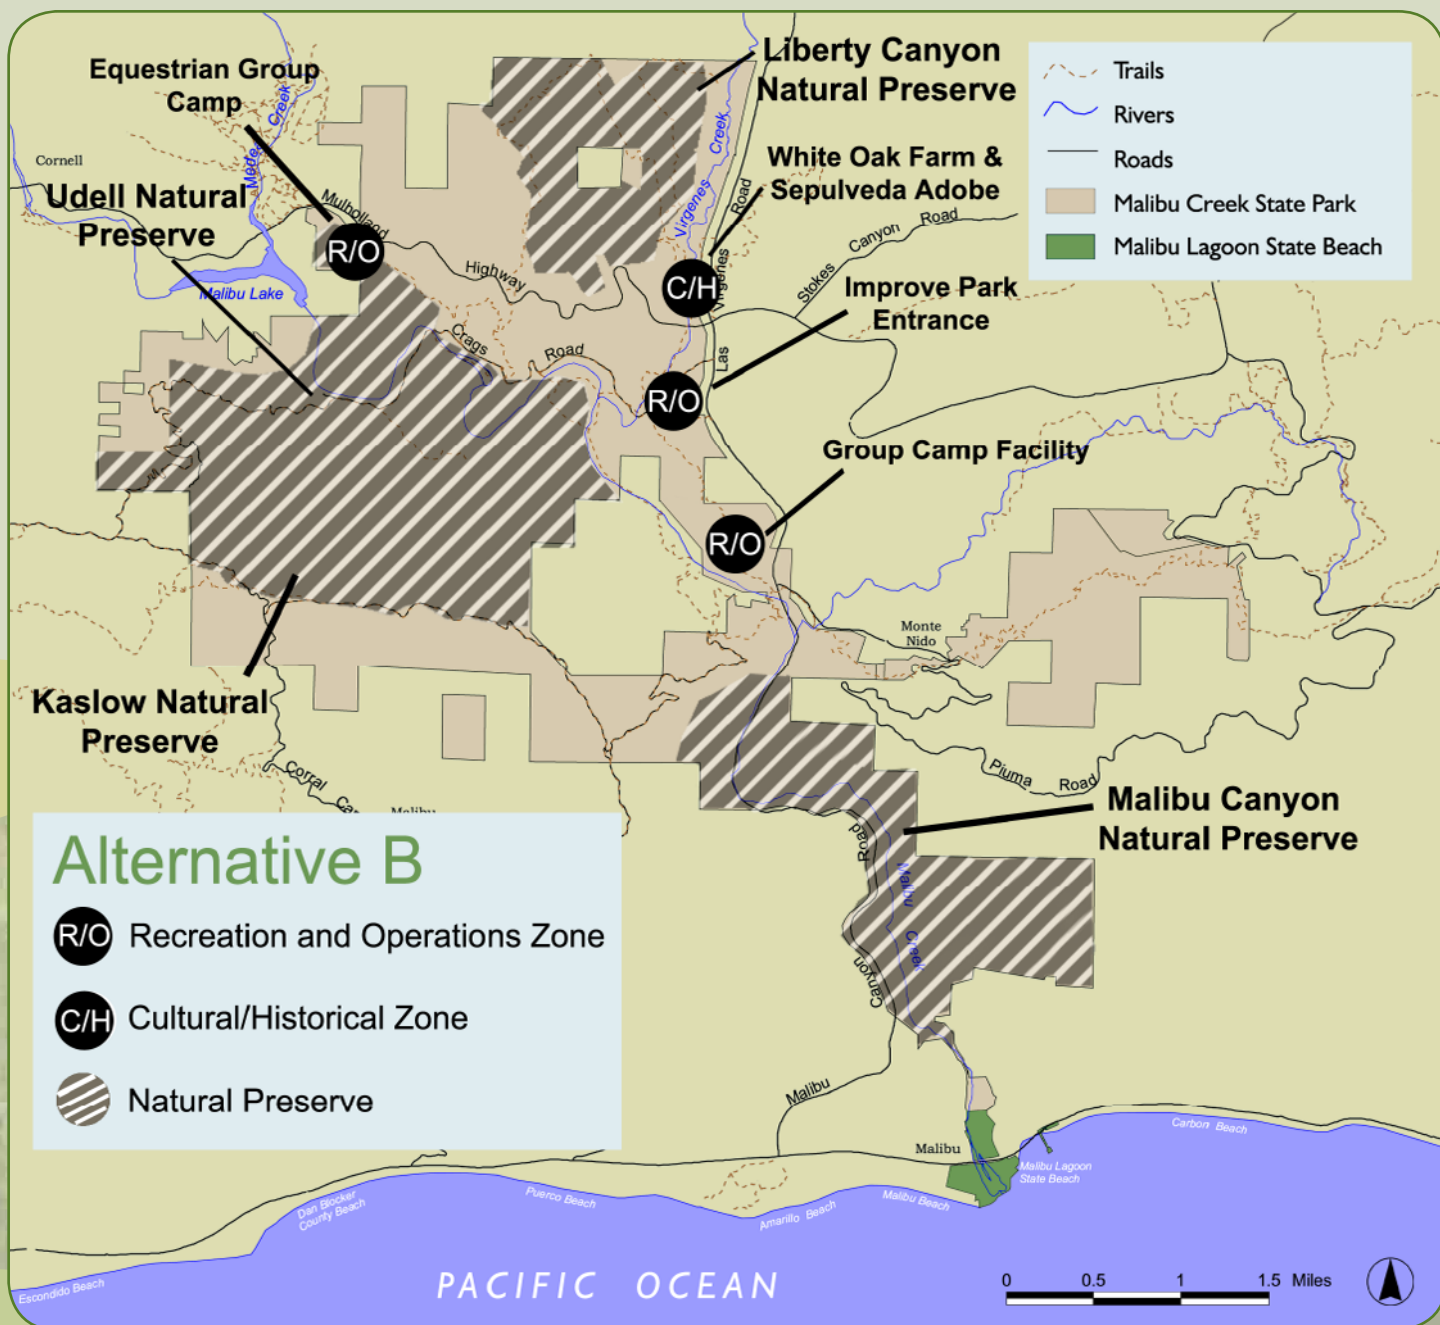 Liberty Canyon
Natural Preserve
Equestrian Group
Camp
Trails
Rivers
Roads
Malibu Creek State Park
Malibu Lagoon State Beach
Creek
Mede
Creek
Virgenes
Cornell
White Oak Farm &
Sepulveda Adobe
Udell Natural
Preserve
Mulholland
Highway
Road
Virgenes
Las
Stokes
Canyon
Road
R/O
C/H
Malibu Lake
Improve Park
Entrance
Crags
Road
R/O
Group Camp Facility
R/O
Monte
Nido
Kaslow Natural
Preserve
Corral
Malibu
Piuma
Road
Malibu Canyon
Natural Preserve
Road
Canyon
Malibu
Creek
Malibu
Alternative B
R/O
Recreation and Operations Zone
C/H
Cultural/Historical Zone
Natural Preserve
Malibu
Carbon Beach
Malibu Lagoon
State Beach
Dan Blocker
County Beach
Puerco Beach
Amarillo Beach
Malibu Beach
Escondido Beach
PACIFIC OCEAN
0 0.5 1 1.5 Miles